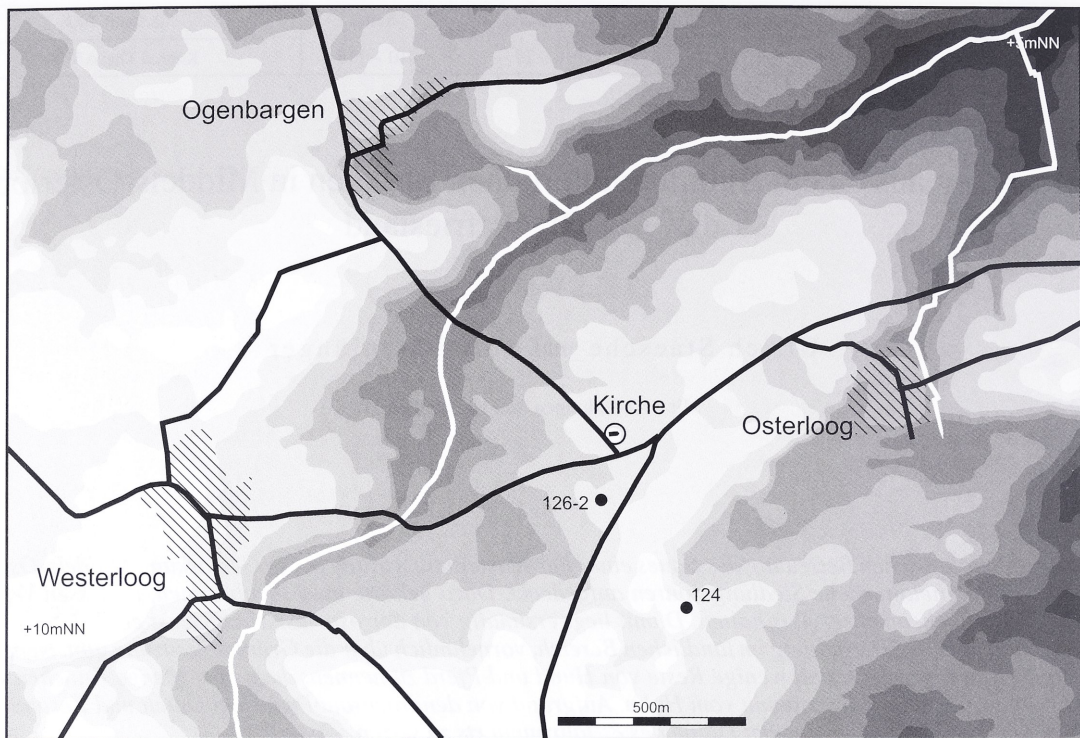 +5mNN
Ogenbargen
Kirche
Osterloog
126-2
Westerloog
124
+10mNN
500m